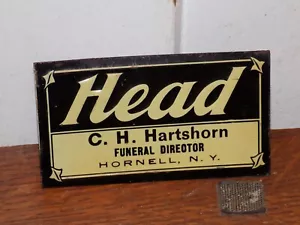 Head
C. H. Hartshorn
FUNERAL DIRECTOR
HORNELL, N. Y.